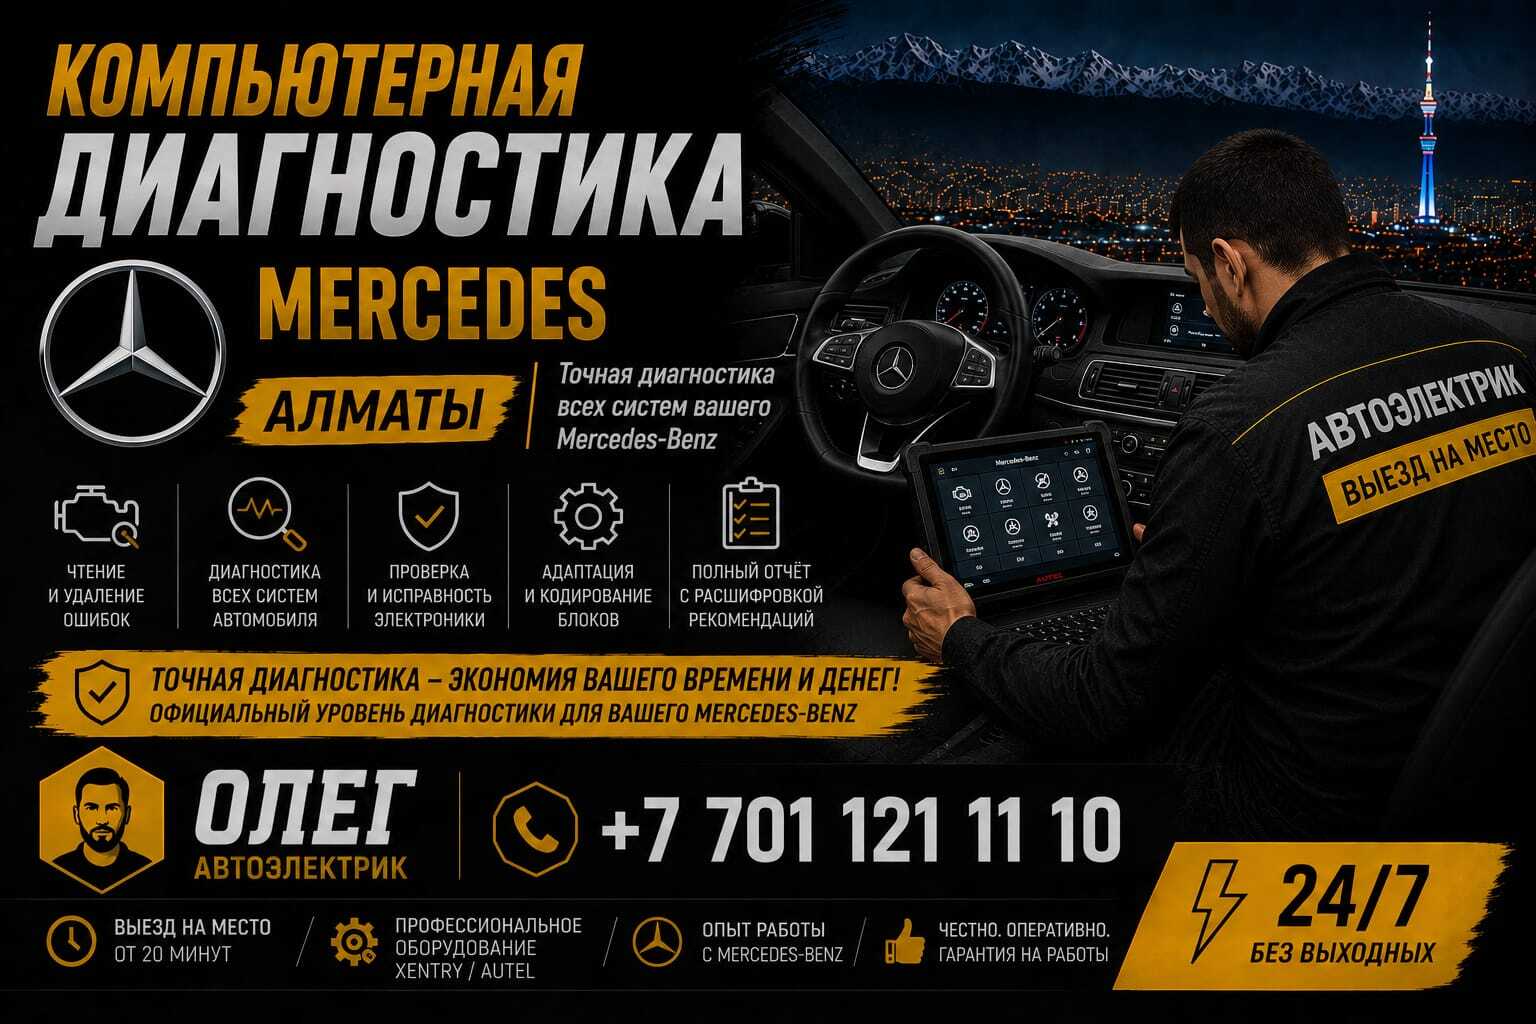 КОМПЬЮТЕРНАЯ
ДИАГНОСТИКА
MERCEDES
АЛМАТЫ
Точная диагностика
всех систем вашего
Mercedes-Benz
ЧТЕНИЕ
И УДАЛЕНИЕ
ОШИБОК
ДИАГНОСТИКА
ВСЕХ СИСТЕМ
АВТОМОБИЛЯ
ПРОВЕРКА
И ИСПРАВНОСТЬ
ЭЛЕКТРОНИКИ
АДАПТАЦИЯ
И КОДИРОВАНИЕ
БЛОКОВ
ПОЛНЫЙ ОТЧЁТ
С РАСШИФРОВКОЙ
РЕКОМЕНДАЦИЙ
ТОЧНАЯ ДИАГНОСТИКА – ЭКОНОМИЯ ВАШЕГО ВРЕМЕНИ И ДЕНЕГ!
ОФИЦИАЛЬНЫЙ УРОВЕНЬ ДИАГНОСТИКИ ДЛЯ ВАШЕГО MERCEDES-BENZ
АВТОЭЛЕКТРИК
ВЫЕЗД НА МЕСТО
Mercedes-Benz
AUTEL
ОЛЕГ
АВТОЭЛЕКТРИК
+7 701 121 11 10
ВЫЕЗД НА МЕСТО
ОТ 20 МИНУТ
ПРОФЕССИОНАЛЬНОЕ
ОБОРУДОВАНИЕ
XENTRY / AUTEL
ОПЫТ РАБОТЫ
С MERCEDES-BENZ
ЧЕСТНО. ОПЕРАТИВНО.
ГАРАНТИЯ НА РАБОТЫ
24/7
БЕЗ ВЫХОДНЫХ